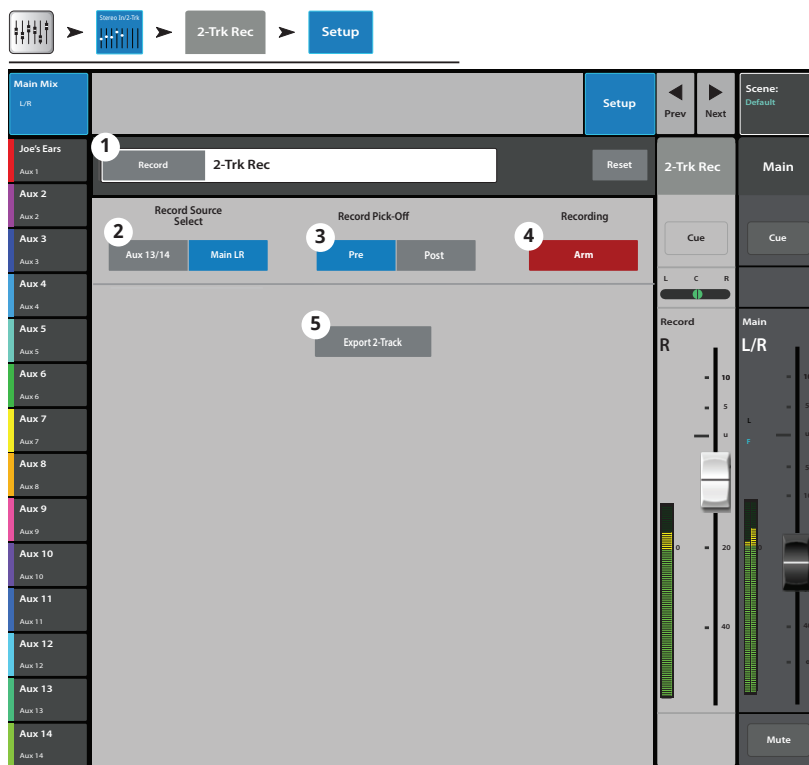 Stereo In/2-Trk
2-Trk Rec
Setup
Main Mix
L/R
Setup
Prev
Next
Scene:
Default
Joe's Ears
Aux 1
Aux 2
Aux 2
Aux 3
Aux 3
Aux 4
Aux 4
Aux 5
Aux 5
Aux 6
Aux 6
Aux 7
Aux 7
Aux 8
Aux 8
Aux 9
Aux 9
Aux 10
Aux 10
Aux 11
Aux 11
Aux 12
Aux 12
Aux 13
Aux 13
Aux 14
Aux 14
1
Record
2-Trk Rec
Reset
Record Source
Select
2
Aux 13/14
Main LR
Record Pick-Off
3
Pre
Post
Recording
4
Arm
5
Export 2-Track
2-Trk Rec
Cue
L C R
Record
R
10
5
u
0
20
40
Main
Cue
Main
L/R
L
F
u
0
Mute